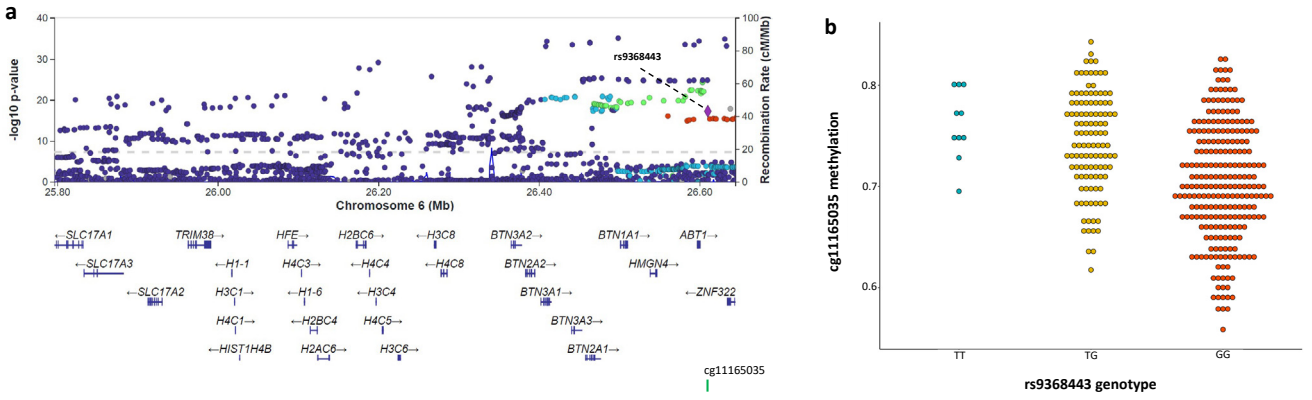 a
-log10 p-value
40
30
20
10
0
rs9368443
100
80
60
40
20
0
Recombination Rate (cM/Mb)
25.80
26.00
26.20
26.40
26.60
Chromosome 6 (Mb)
←SLC17A1
TRIM38→
HFE→
H2BC6→
←H3C8
BTN3A2→
BTN1A1→
ABT1→
←SLC17A3
←H1-1
H4C3→
←H4C4
←H4C8
BTN2A2→
HMGN4→
←SLC17A2
H3C1→
←H1-6
←H3C4
BTN3A1→
←ZNF322
H4C1→
←H2BC4
H4C5→
BTN3A3→
←HIST1H4B
H2AC6→
H3C6→
BTN2A1→
cg11165035
b
cg11165035 methylation
0.8
0.7
0.6
TT
TG
GG
rs9368443 genotype